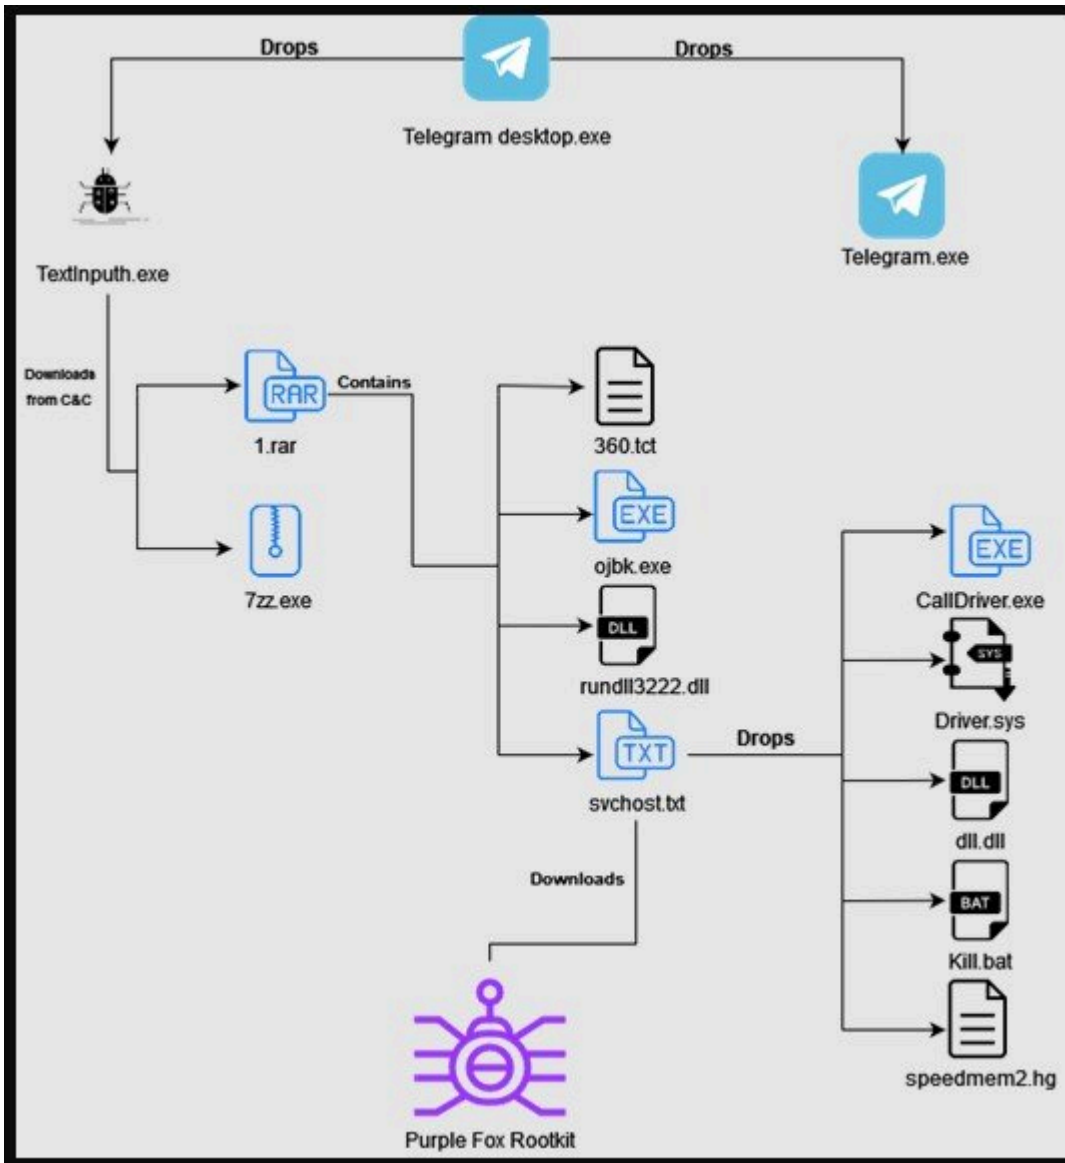 Drops
Drops
Telegram desktop.exe
TextInputh.exe
Telegram.exe
Downloads
from C&C
RAR
Contains
1.rar
360.tct
7zz.exe
EXE
ojbk.exe
DLL
rundll3222.dll
TXT
svchost.txt
Drops
EXE
CallDriver.exe
SYS
Driver.sys
DLL
dll.dll
BAT
Kill.bat
speedmem2.hg
Downloads
Purple Fox Rootkit